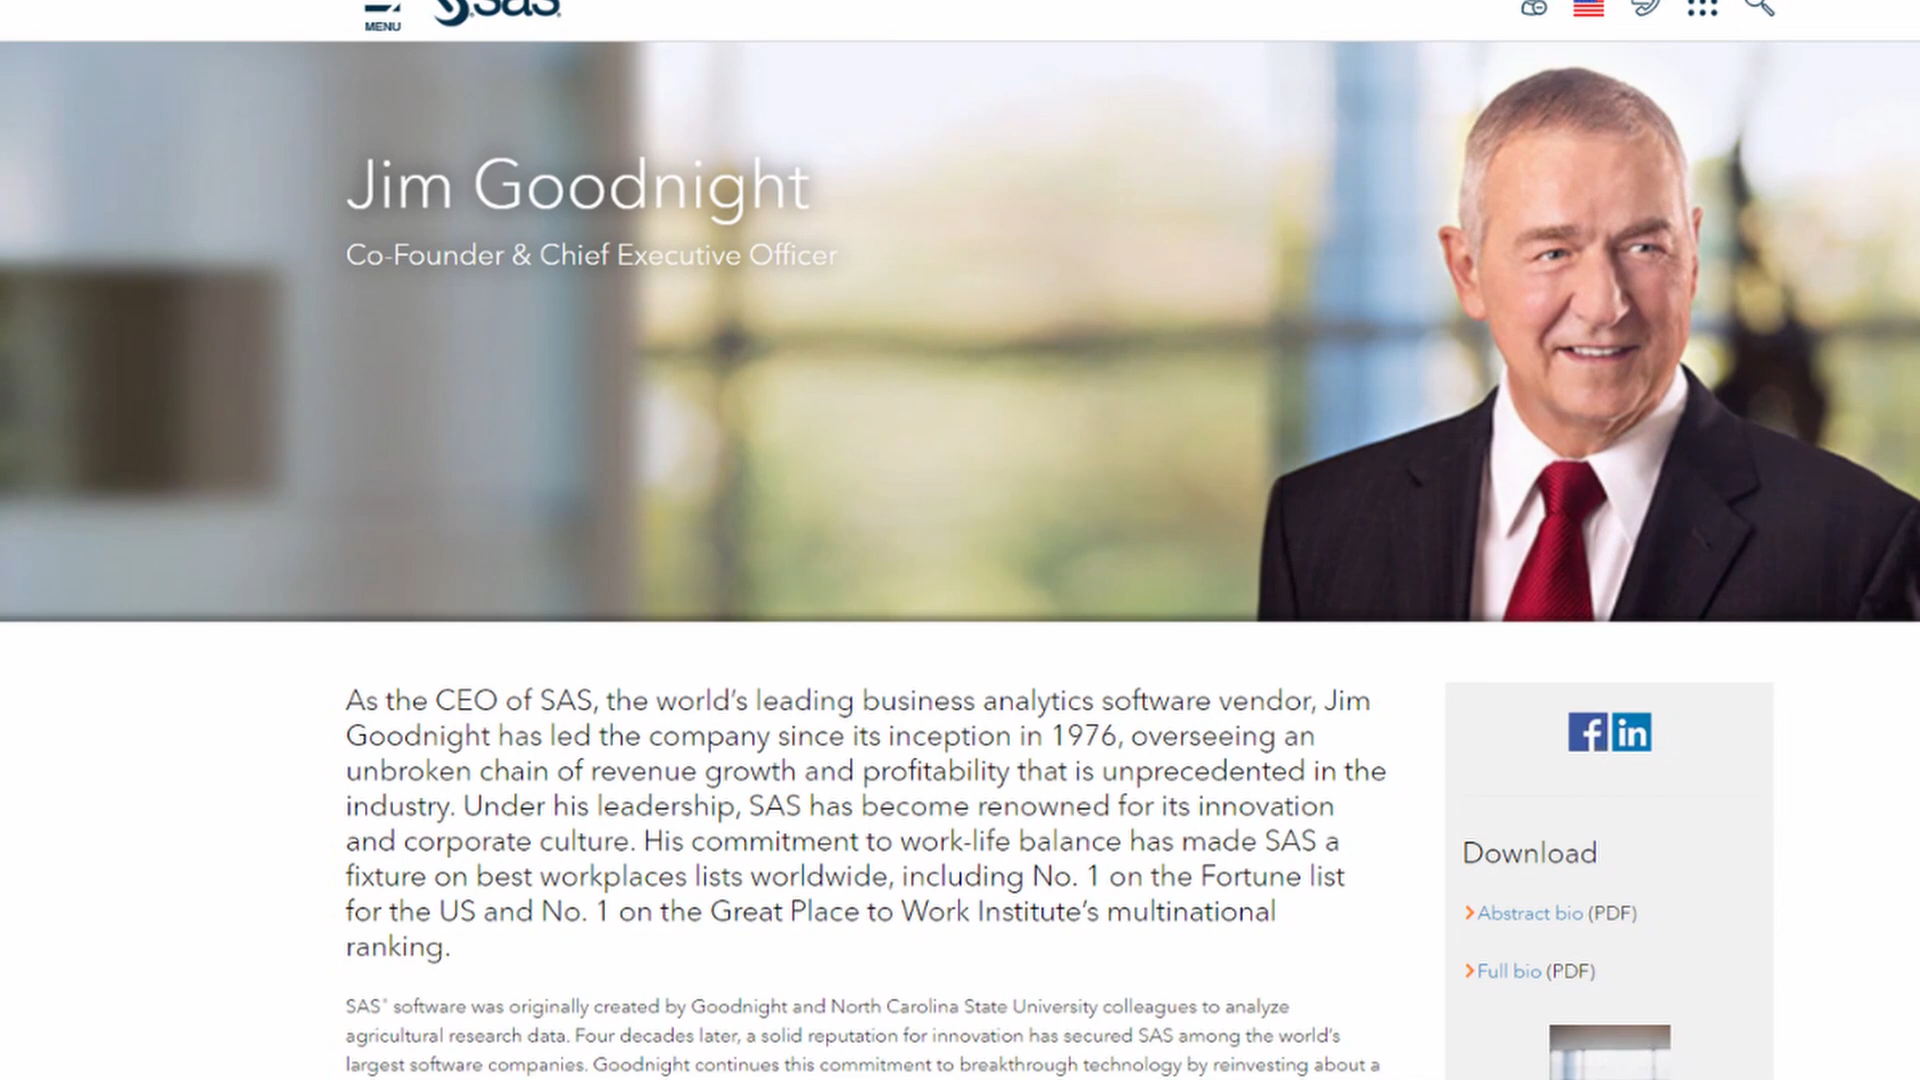 MENU
sas
Jim Goodnight
Co-Founder & Chief Executive Officer
As the CEO of SAS, the world's leading business analytics software vendor, Jim
Goodnight has led the company since its inception in 1976, overseeing an
unbroken chain of revenue growth and profitability that is unprecedented in the
industry. Under his leadership, SAS has become renowned for its innovation
and corporate culture. His commitment to work-life balance has made SAS a
fixture on best workplaces lists worldwide, including No. 1 on the Fortune list
for the US and No. 1 on the Great Place to Work Institute's multinational
ranking.
SAS® software was originally created by Goodnight and North Carolina State University colleagues to analyze
agricultural research data. Four decades later, a solid reputation for innovation has secured SAS among the world's
largest software companies. Goodnight continues this commitment to breakthrough technology by reinvesting about a
f in
Download
Abstract bio (PDF)
Full bio (PDF)